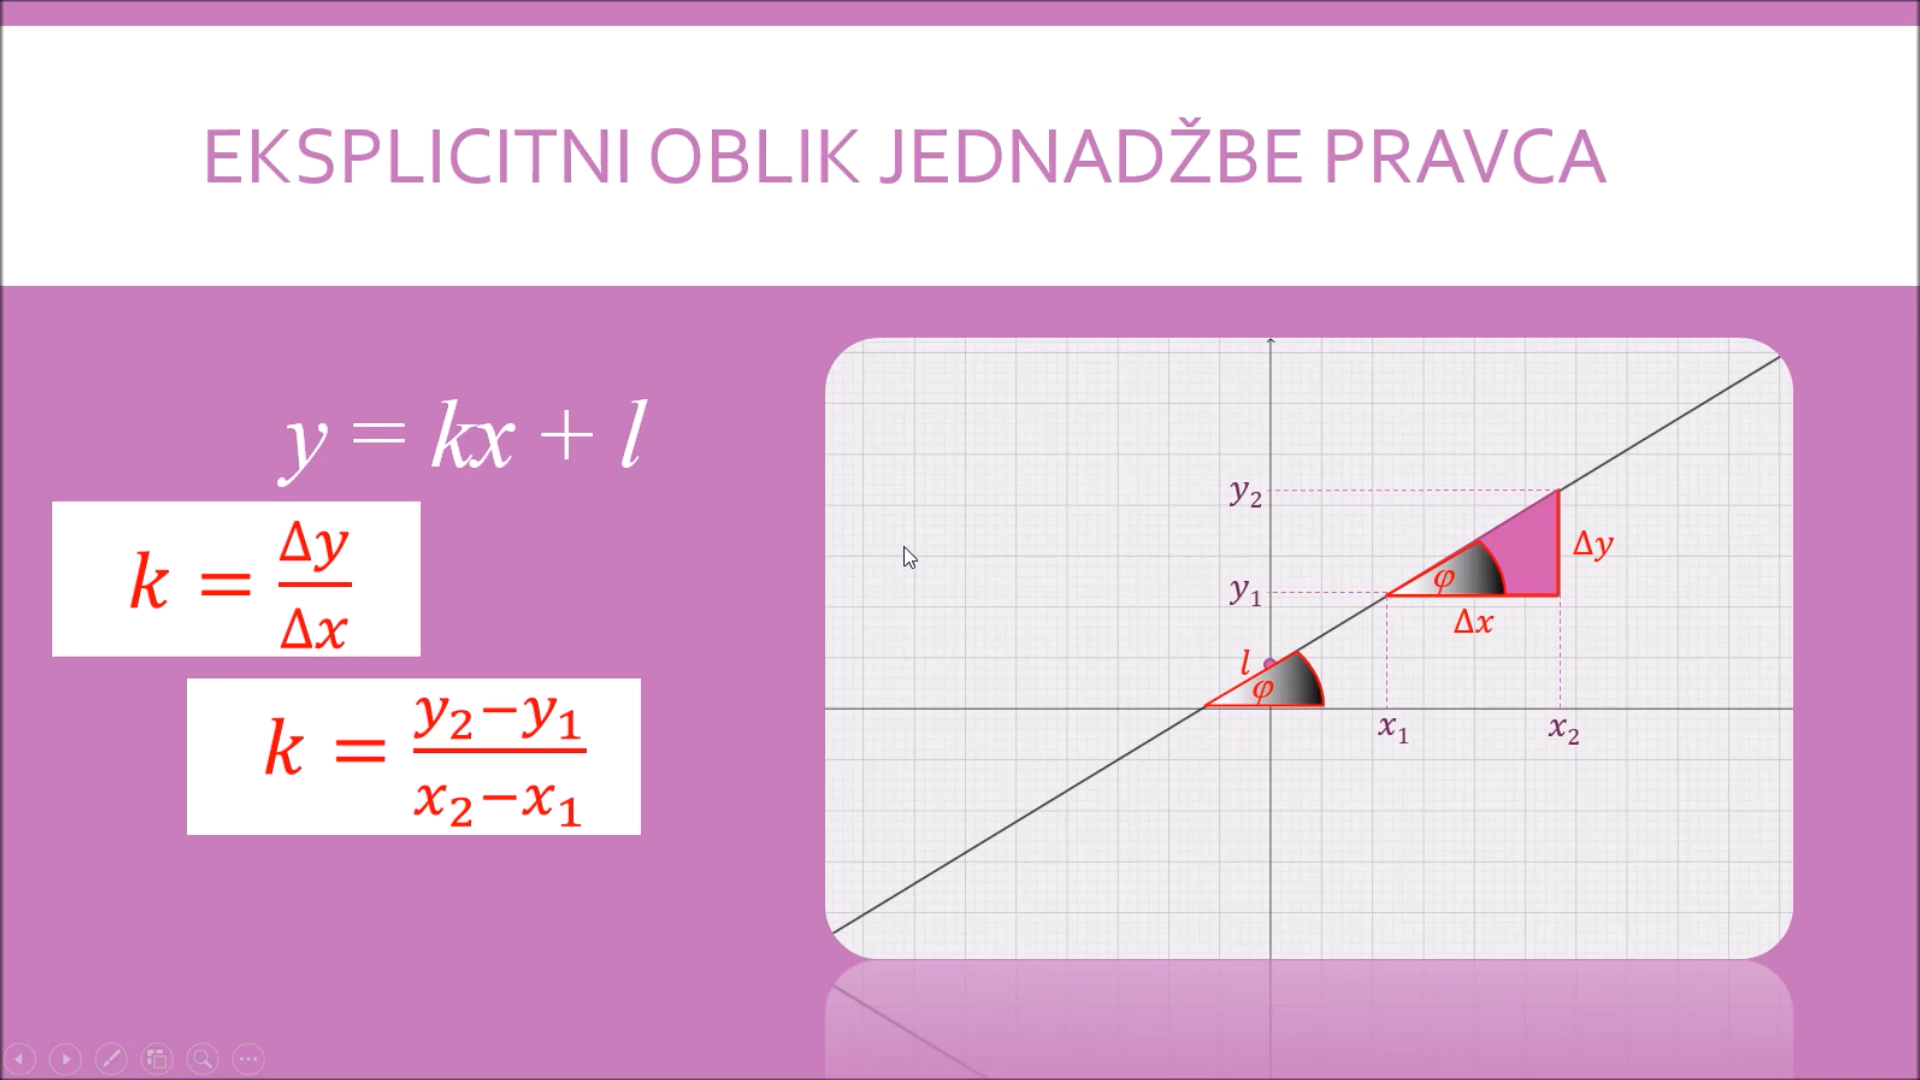 EKSPLICITNI OBLIK JEDNADŽBE PRAVCA
y = kx + l
k = Δy/Δx
k = y₂−y₁/x₂−x₁
y₂
Δy
φ
y₁
Δx
l
φ
x₁ x₂